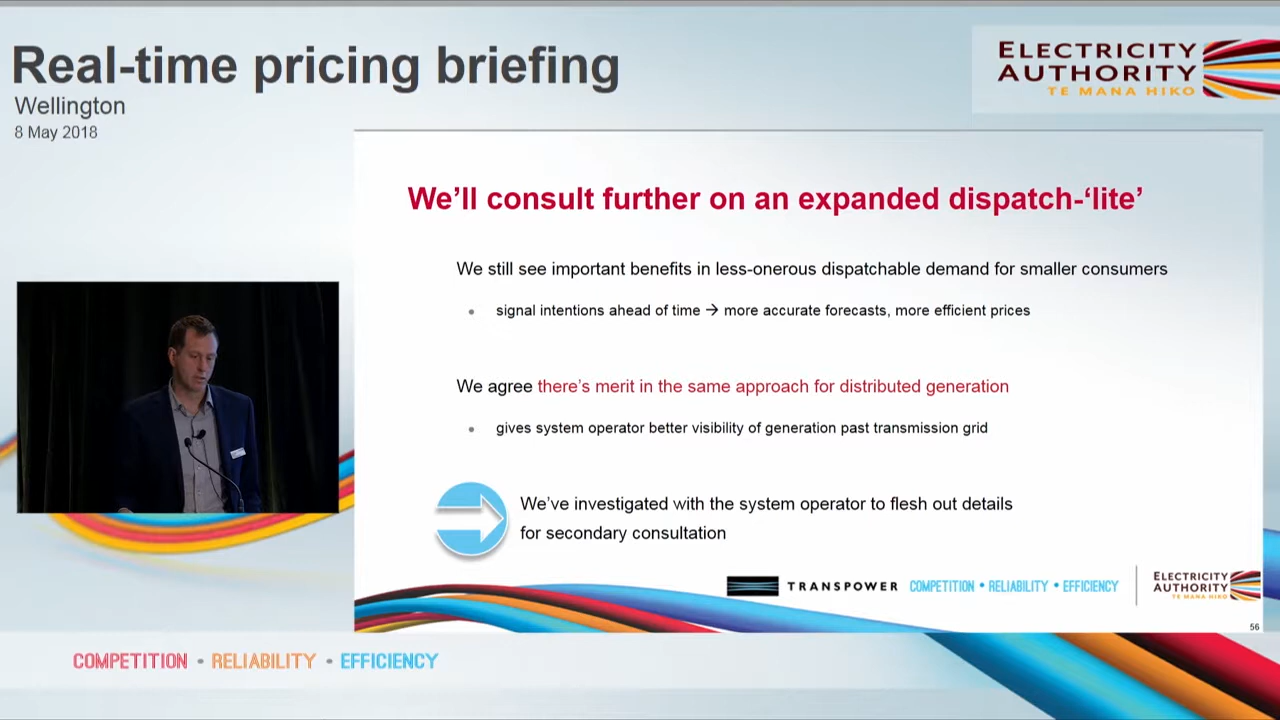 Real-time pricing briefing
Wellington
8 May 2018
ELECTRICITY
AUTHORITY
TE MANA HIKO
We'll consult further on an expanded dispatch-‘lite’
We still see important benefits in less-onerous dispatchable demand for smaller consumers
• signal intentions ahead of time → more accurate forecasts, more efficient prices
We agree there's merit in the same approach for distributed generation
• gives system operator better visibility of generation past transmission grid
We've investigated with the system operator to flesh out details
for secondary consultation
TRANSPOWER COMPETITION • RELIABILITY • EFFICIENCY
ELECTRICITY
AUTHORITY
TE MANA HIKO
56
COMPETITION • RELIABILITY • EFFICIENCY